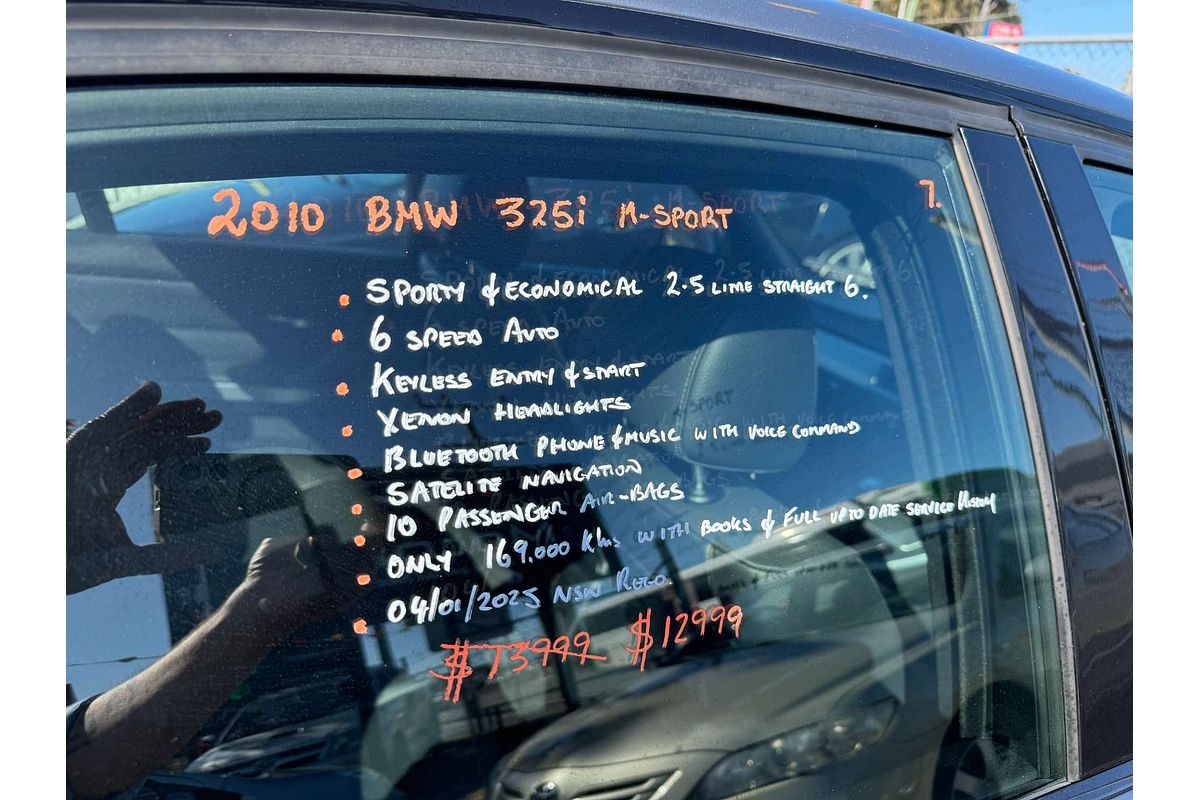 2010 BMW 325i M-SPORT 7.
• SPORTY & ECONOMICAL 2.5 LITRE STRAIGHT 6.
• 6 SPEED AUTO
• KEYLESS ENTRY & START
• XENON HEADLIGHTS
• BLUETOOTH PHONE & MUSIC WITH VOICE COMMAND
• SATELITE NAVIGATION
• 10 PASSENGER AIR-BAGS
• ONLY 169,000 Kms WITH BOOKS & FULL UP TO DATE SERVICE HISTORY
• 04/01/2025 NSW REGO.
$13999 $12999